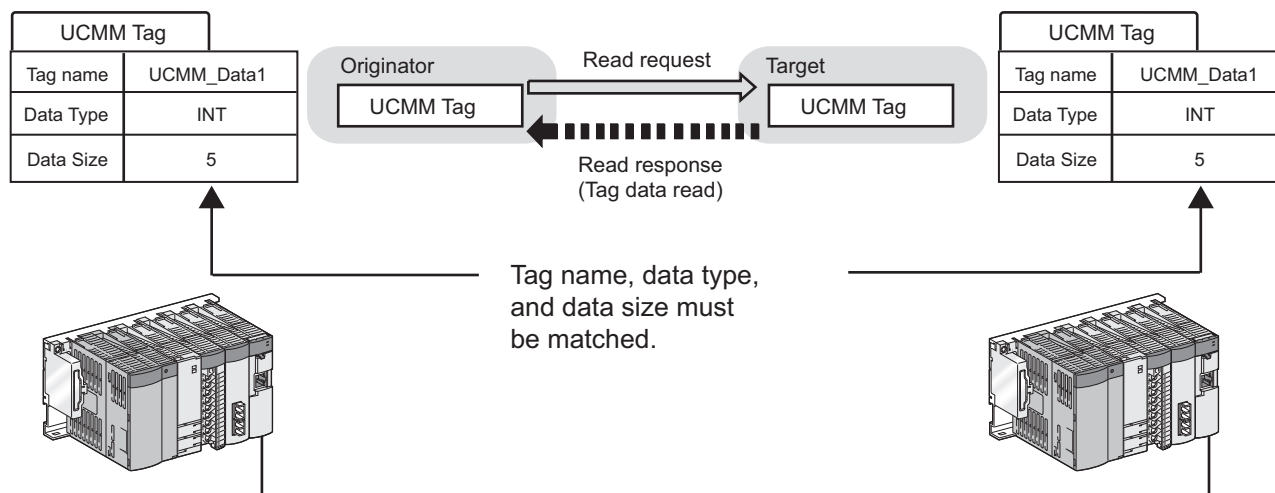 UCMM Tag
Tag name UCMM_Data1
Data Type INT
Data Size 5
Originator
UCMM Tag
Read request
Target
UCMM Tag
Read response
(Tag data read)
UCMM Tag
Tag name UCMM_Data1
Data Type INT
Data Size 5
Tag name, data type,
and data size must
be matched.